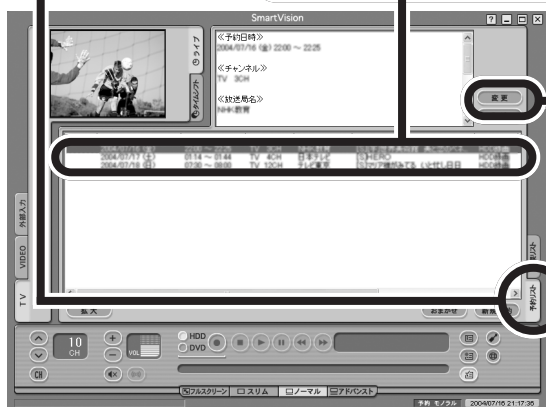 SmartVision
ライブ
タイムシフト
≪予約日時≫
2004/07/16 (金) 22:00 ～ 22:25
≪チャンネル≫
TV 3CH
≪放送局名≫
NHK教育
変更
2004/07/17 (土) 01:14 ～ 01:44 TV 4CH 日本テレビ [S]HERO HDD録画
2004/07/18 (日) 07:30 ～ 08:00 TV 12CH テレビ東京 HDD録画
外部入力
VIDEO
TV
予約リスト
拡大
おまかせ
10
CH
VOL
HDD
DVD
CH
フルスクリーン
スリム
ノーマル
アドバンスト
予約 モノラル 2004/07/16 21:17:36